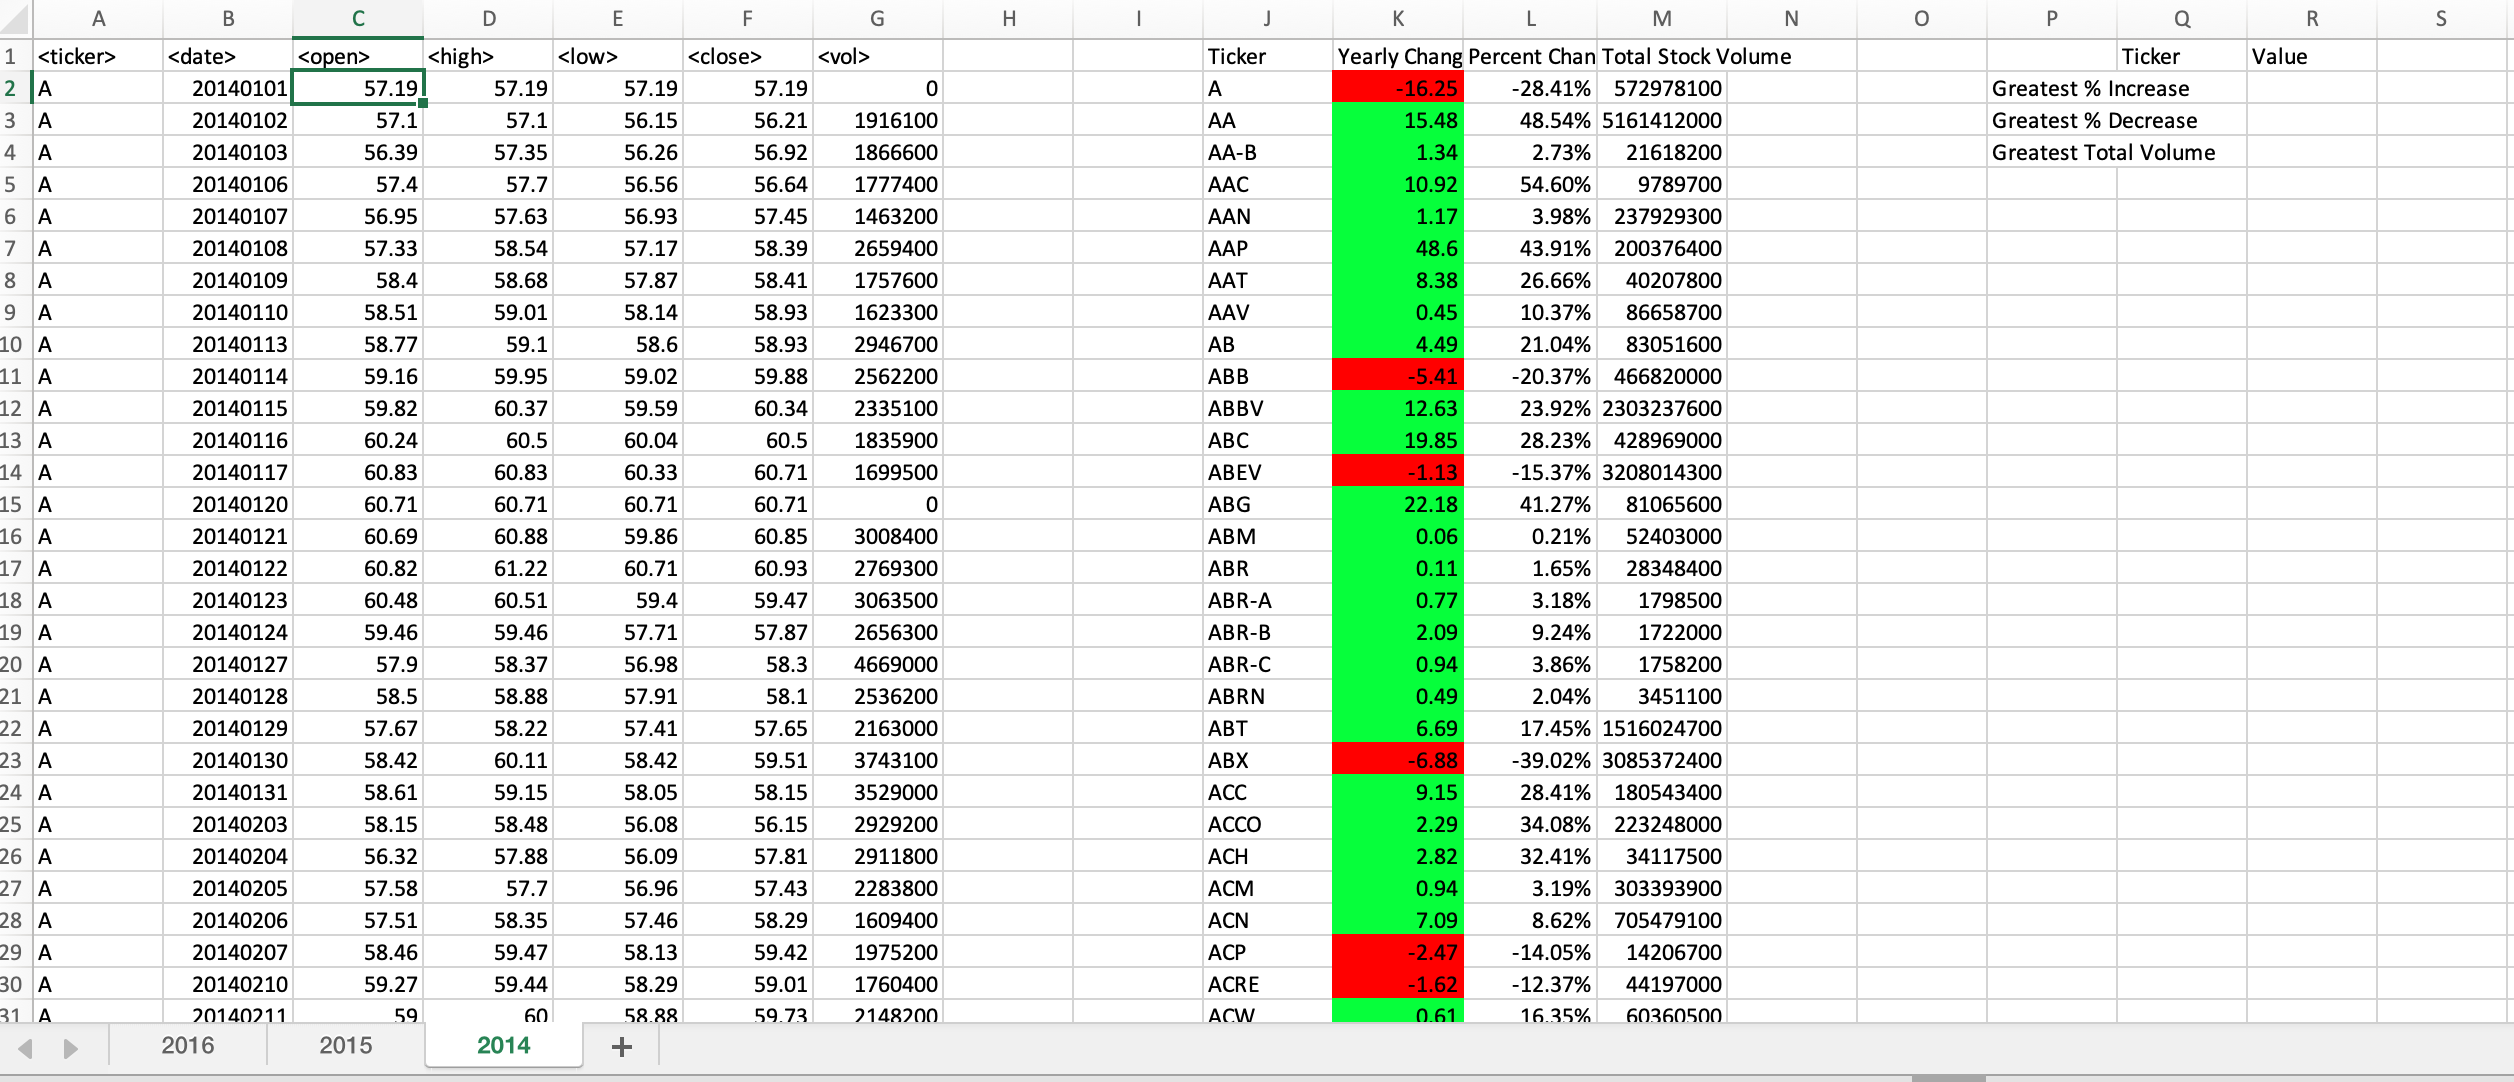 A B C D E F G H I J K L M N O P Q R S
1 <ticker> <date> <open> <high> <low> <close> <vol> Ticker Yearly Chang Percent Chan Total Stock Volume Ticker Value
2 A 20140101 57.19 57.19 57.19 57.19 0 A -16.25 -28.41% 572978100 Greatest % Increase
3 A 20140102 57.1 57.1 56.15 56.21 1916100 AA 15.48 48.54% 5161412000 Greatest % Decrease
4 A 20140103 56.39 57.35 56.26 56.92 1866600 AA-B 1.34 2.73% 21618200 Greatest Total Volume
5 A 20140106 57.4 57.7 56.56 56.64 1777400 AAC 10.92 54.60% 9789700
6 A 20140107 56.95 57.63 56.93 57.45 1463200 AAN 1.17 3.98% 237929300
7 A 20140108 57.33 58.54 57.17 58.39 2659400 AAP 48.6 43.91% 200376400
8 A 20140109 58.4 58.68 57.87 58.41 1757600 AAT 8.38 26.66% 40207800
9 A 20140110 58.51 59.01 58.14 58.93 1623300 AAV 0.45 10.37% 86658700
10 A 20140113 58.77 59.1 58.6 58.93 2946700 AB 4.49 21.04% 83051600
11 A 20140114 59.16 59.95 59.02 59.88 2562200 ABB -5.41 -20.37% 466820000
12 A 20140115 59.82 60.37 59.59 60.34 2335100 ABBV 12.63 23.92% 2303237600
13 A 20140116 60.24 60.5 60.04 60.5 1835900 ABC 19.85 28.23% 428969000
14 A 20140117 60.83 60.83 60.33 60.71 1699500 ABEV -1.13 -15.37% 3208014300
15 A 20140120 60.71 60.71 60.71 60.71 0 ABG 22.18 41.27% 81065600
16 A 20140121 60.69 60.88 59.86 60.85 3008400 ABM 0.06 0.21% 52403000
17 A 20140122 60.82 61.22 60.71 60.93 2769300 ABR 0.11 1.65% 28348400
18 A 20140123 60.48 60.51 59.4 59.47 3063500 ABR-A 0.77 3.18% 1798500
19 A 20140124 59.46 59.46 57.71 57.87 2656300 ABR-B 2.09 9.24% 1722000
20 A 20140127 57.9 58.37 56.98 58.3 4669000 ABR-C 0.94 3.86% 1758200
21 A 20140128 58.5 58.88 57.91 58.1 2536200 ABRN 0.49 2.04% 3451100
22 A 20140129 57.67 58.22 57.41 57.65 2163000 ABT 6.69 17.45% 1516024700
23 A 20140130 58.42 60.11 58.42 59.51 3743100 ABX -6.88 -39.02% 3085372400
24 A 20140131 58.61 59.15 58.05 58.15 3529000 ACC 9.15 28.41% 180543400
25 A 20140203 58.15 58.48 56.08 56.15 2929200 ACCO 2.29 34.08% 223248000
26 A 20140204 56.32 57.88 56.09 57.81 2911800 ACH 2.82 32.41% 34117500
27 A 20140205 57.58 57.7 56.96 57.43 2283800 ACM 0.94 3.19% 303393900
28 A 20140206 57.51 58.35 57.46 58.29 1609400 ACN 7.09 8.62% 705479100
29 A 20140207 58.46 59.47 58.13 59.42 1975200 ACP -2.47 -14.05% 14206700
30 A 20140210 59.27 59.44 58.29 59.01 1760400 ACRE -1.62 -12.37% 44197000
31 A 20140211 59 60 58.88 59.73 2148200 ACW 0.61 16.35% 60360500
2016 2015 2014 +